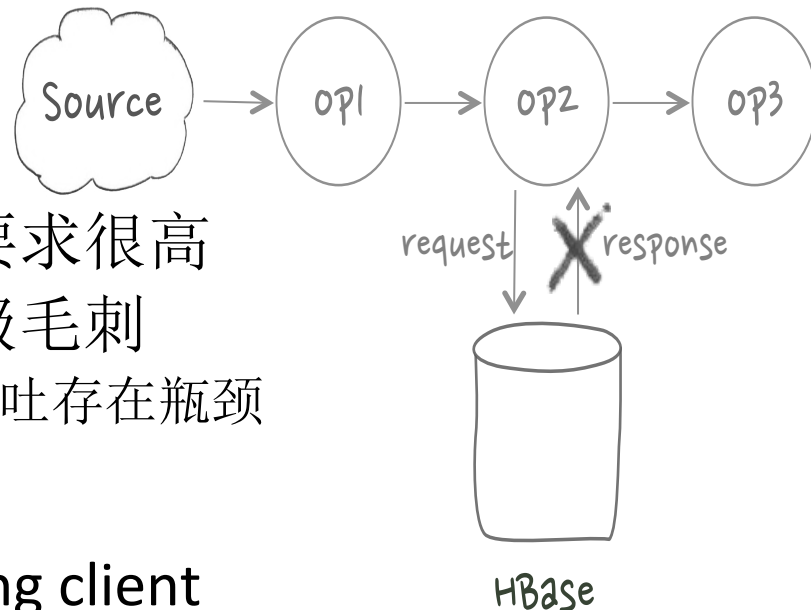 Source
op1
op2
op3
要求很高
request
response
级毛刺
吐存在瓶颈
ng client
HBase